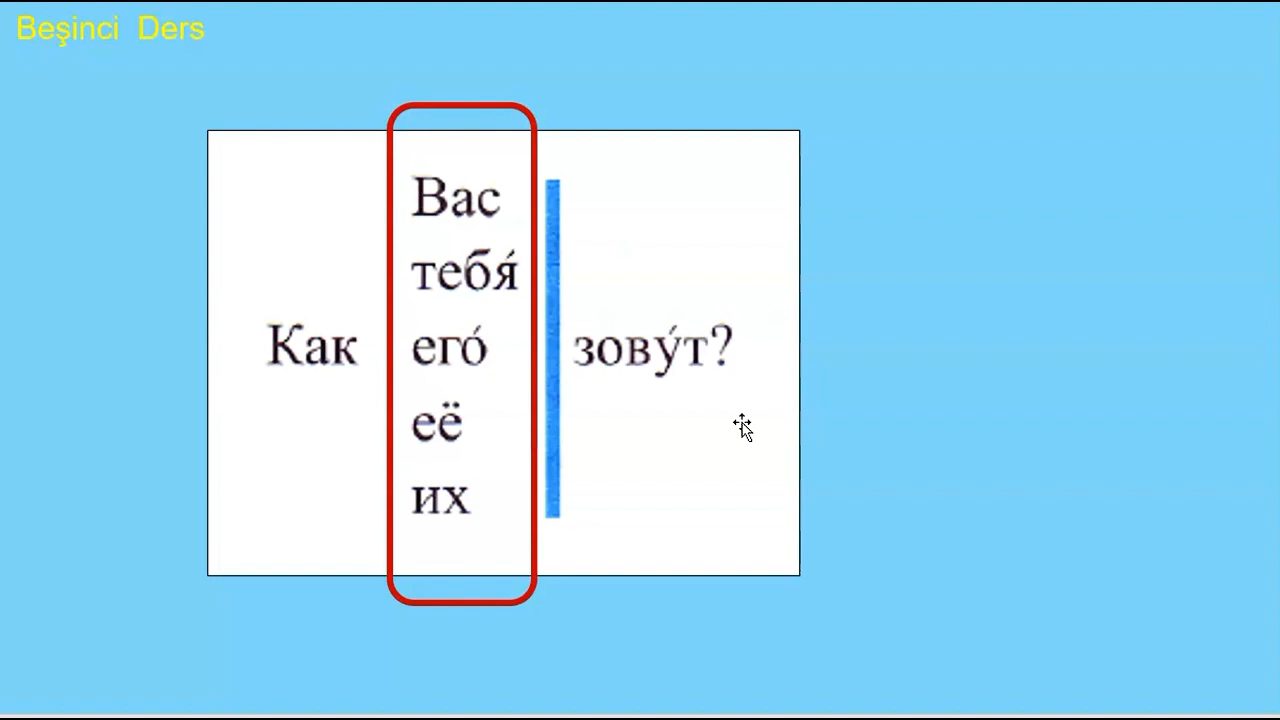 Beşinci Ders
Вас
тебя́
Как его́ зову́т?
её
их